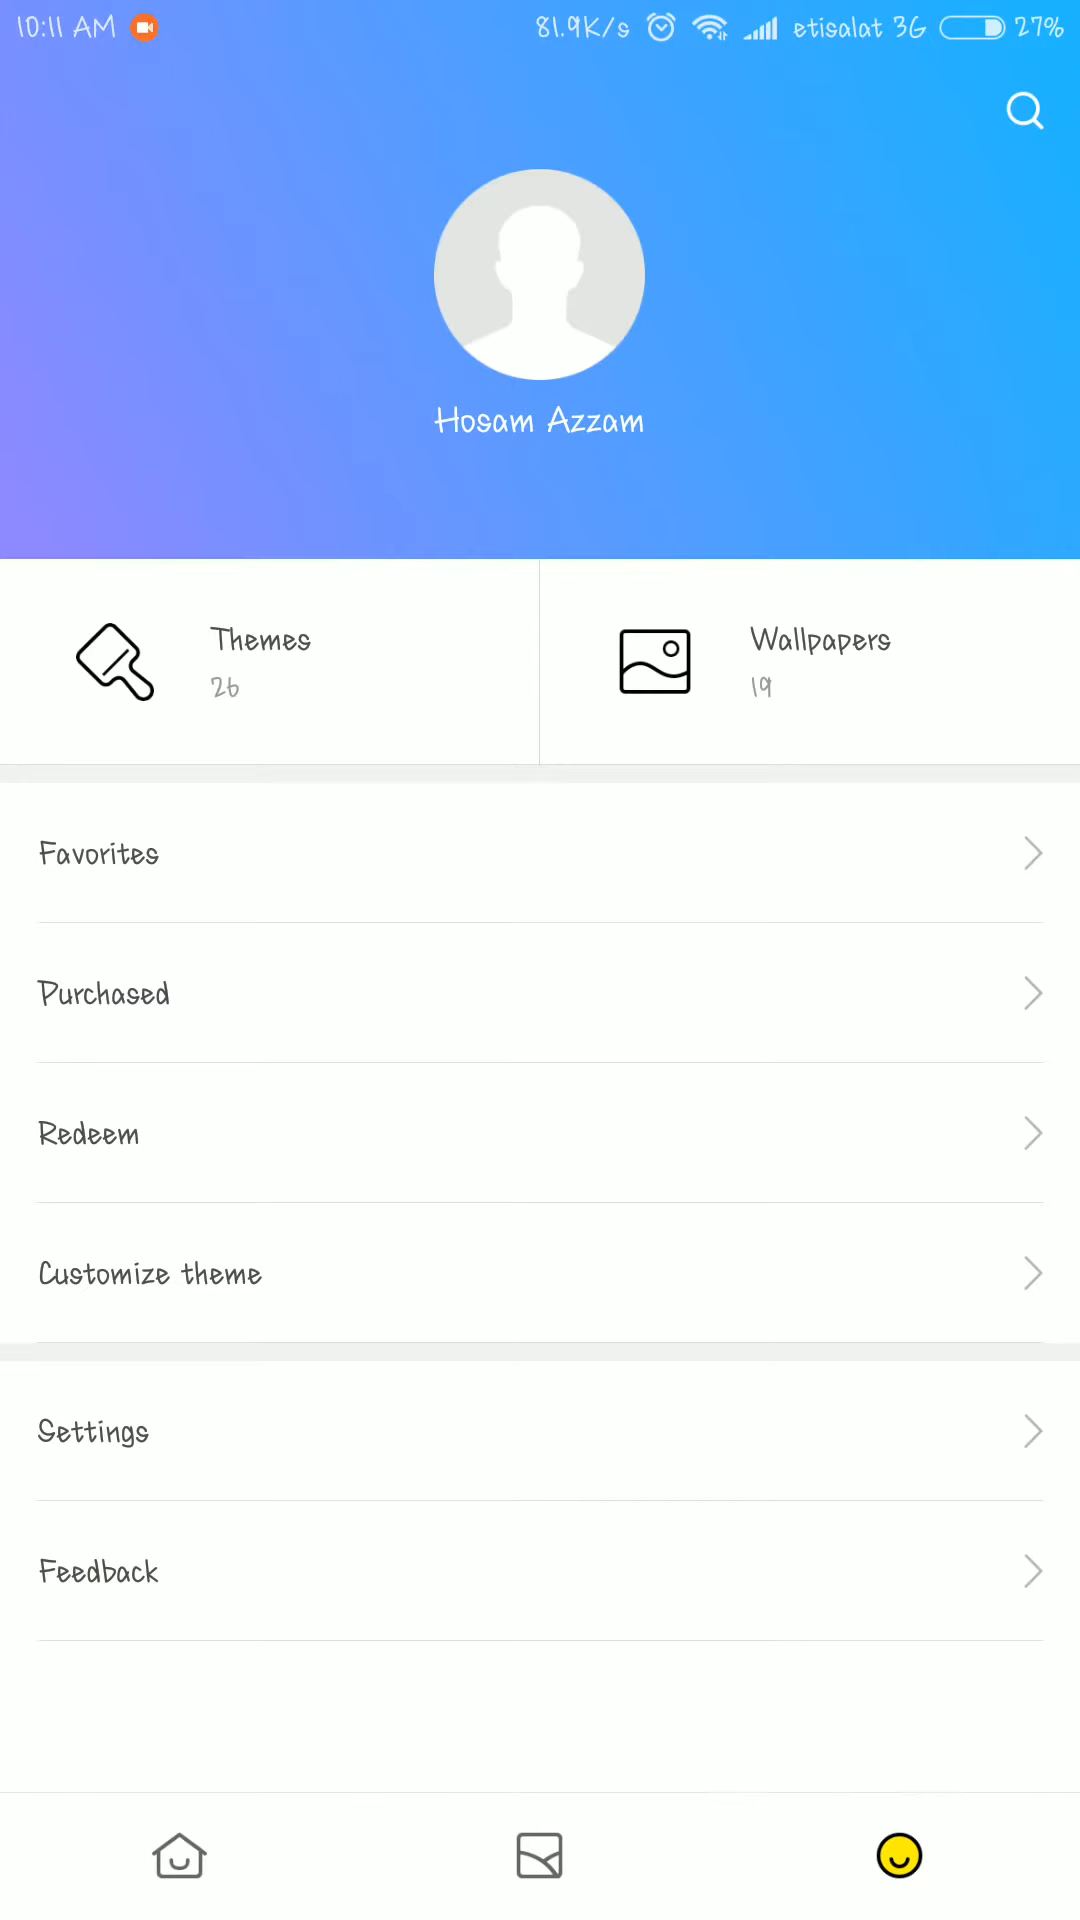 10:11 AM 81.9K/s etisalat 3G 27%
Hosam Azzam
Themes
26
Wallpapers
19
Favorites
Purchased
Redeem
Customize theme
Settings
Feedback